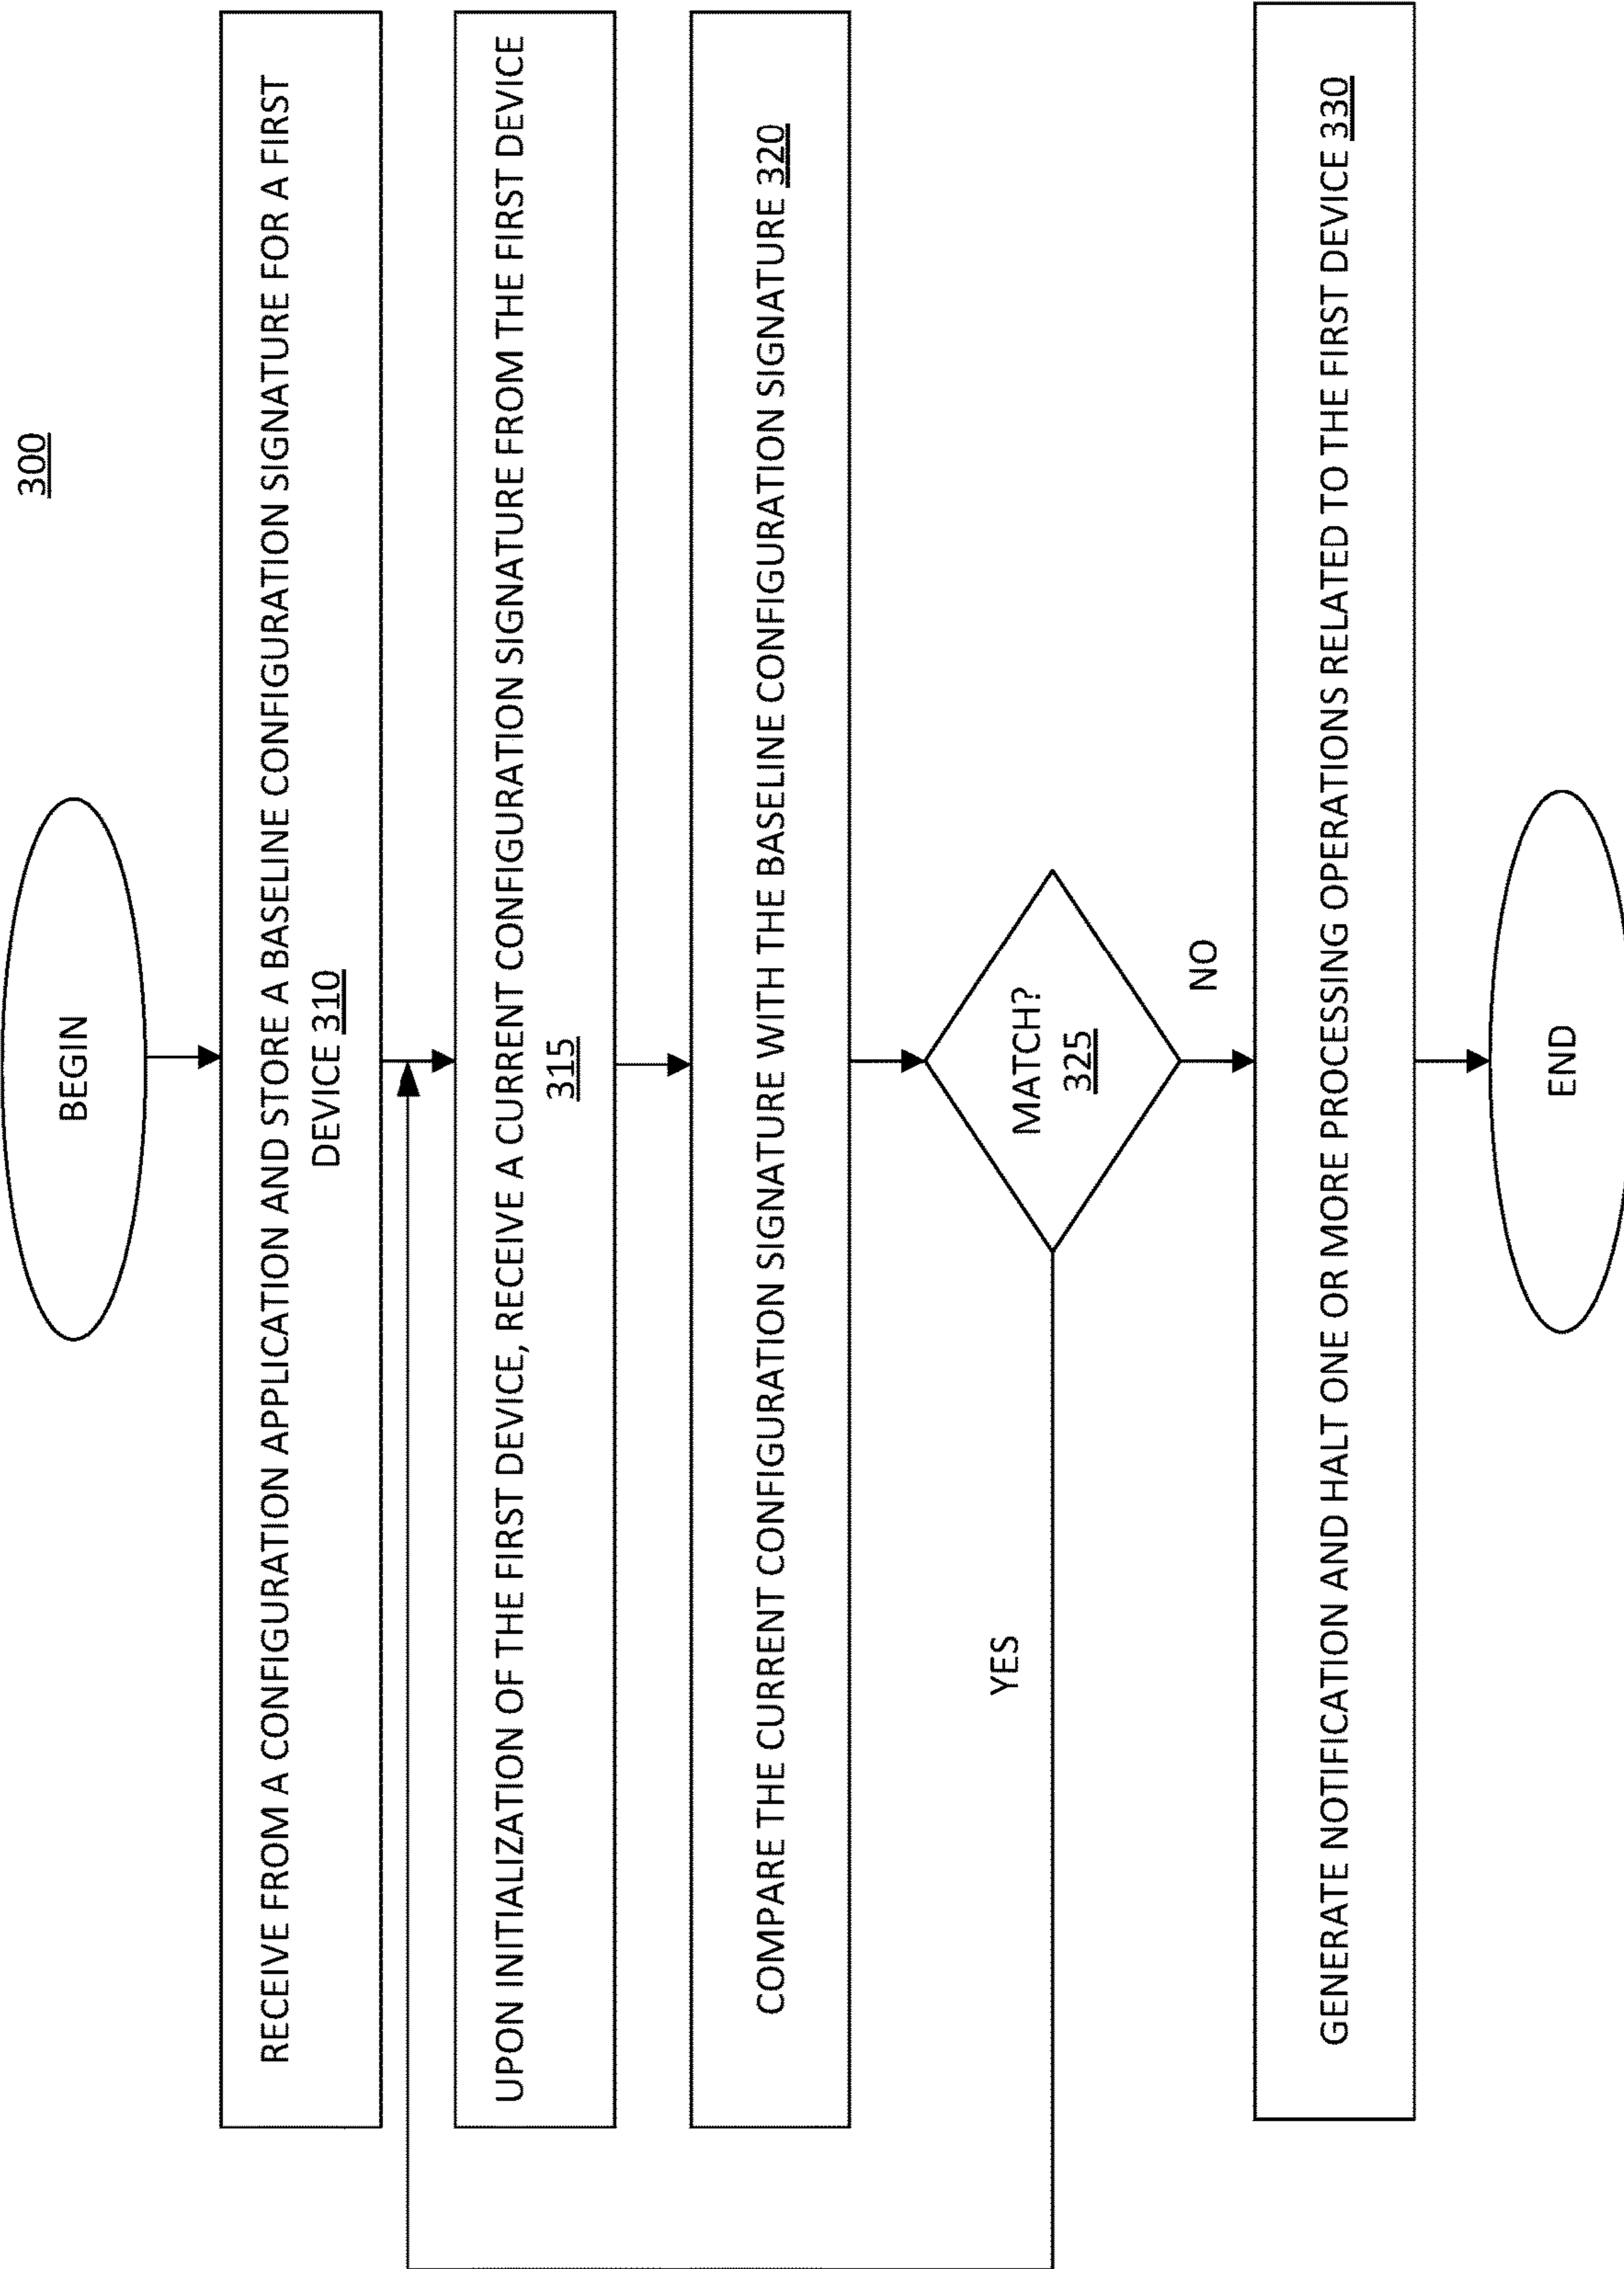 300
BEGIN
RECEIVE FROM A CONFIGURATION APPLICATION AND STORE A BASELINE CONFIGURATION SIGNATURE FOR A FIRST
DEVICE 310
UPON INITIALIZATION OF THE FIRST DEVICE, RECEIVE A CURRENT CONFIGURATION SIGNATURE FROM THE FIRST DEVICE
315
COMPARE THE CURRENT CONFIGURATION SIGNATURE WITH THE BASELINE CONFIGURATION SIGNATURE 320
MATCH?
325
YES
NO
GENERATE NOTIFICATION AND HALT ONE OR MORE PROCESSING OPERATIONS RELATED TO THE FIRST DEVICE 330
END